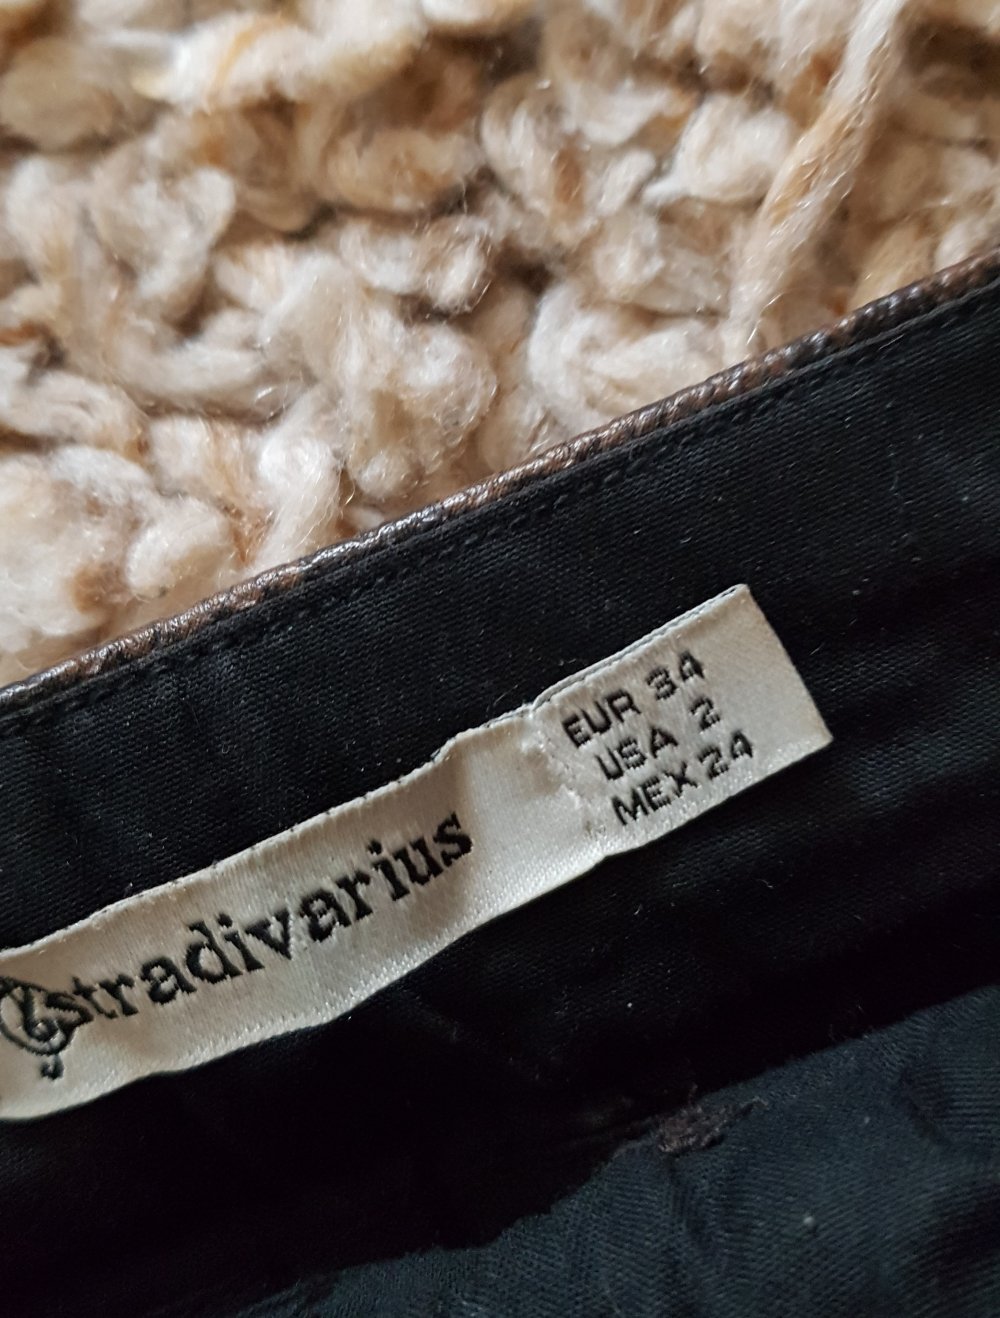 stradivarius
EUR 34
USA 2
MEX 24